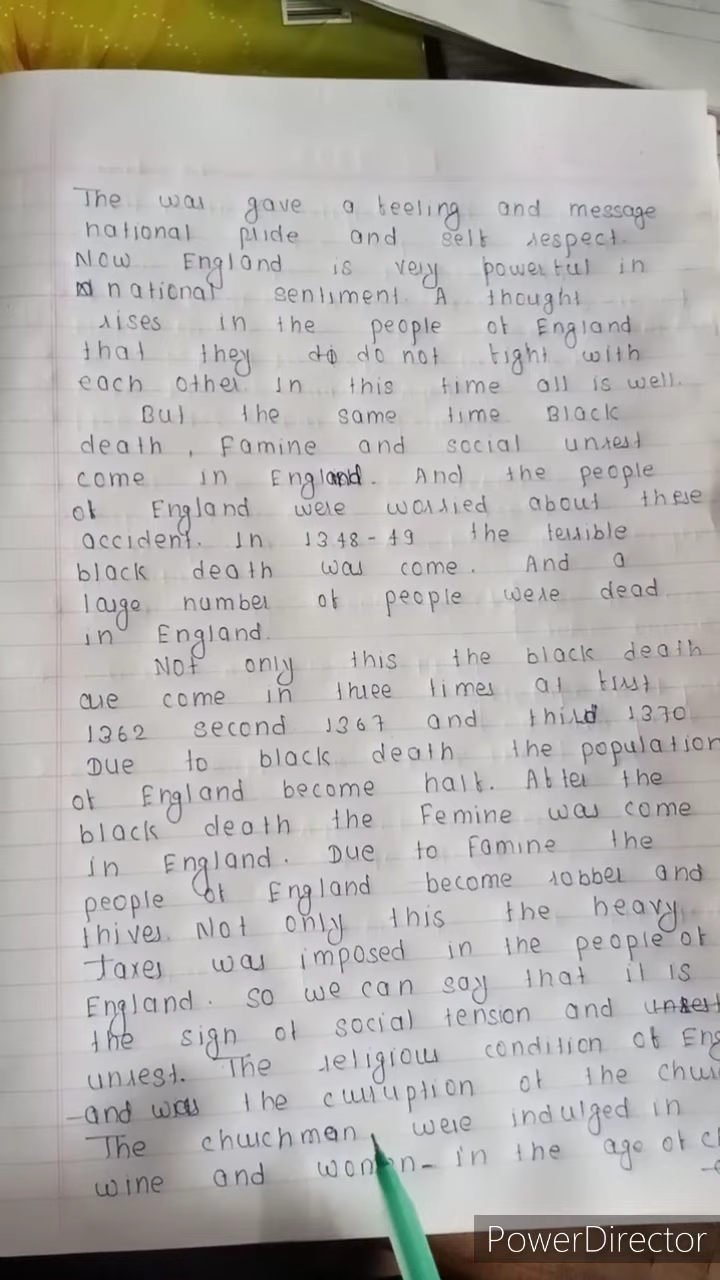 The was gave a feeling and message
national pride and self respect.
Now England is very powerful in
national sentiment. A thought
rises in the people of England
that they do do not fight with
each other. In this time all is well.
But the same time Black
death, Famine and social unrest
come in England. And the people
of England were worried about these
accident. In 1348-49 the terrible
black death was come. And a
large number of people were dead
in England.
Not only this the black death
are come in three times at first
1362 second 1367 and third 1370
Due to black death the population
of England become half. After the
black death the Femine was come
in England. Due to Famine the
people of England become robber and
thives. Not only this the heavy
Taxes was imposed in the people of
England. So we can say that it is
the sign of social tension and
unrest. The religious condition of
and was the curruption of the
The churchman were indulged in
wine and women- in the age of
PowerDirector